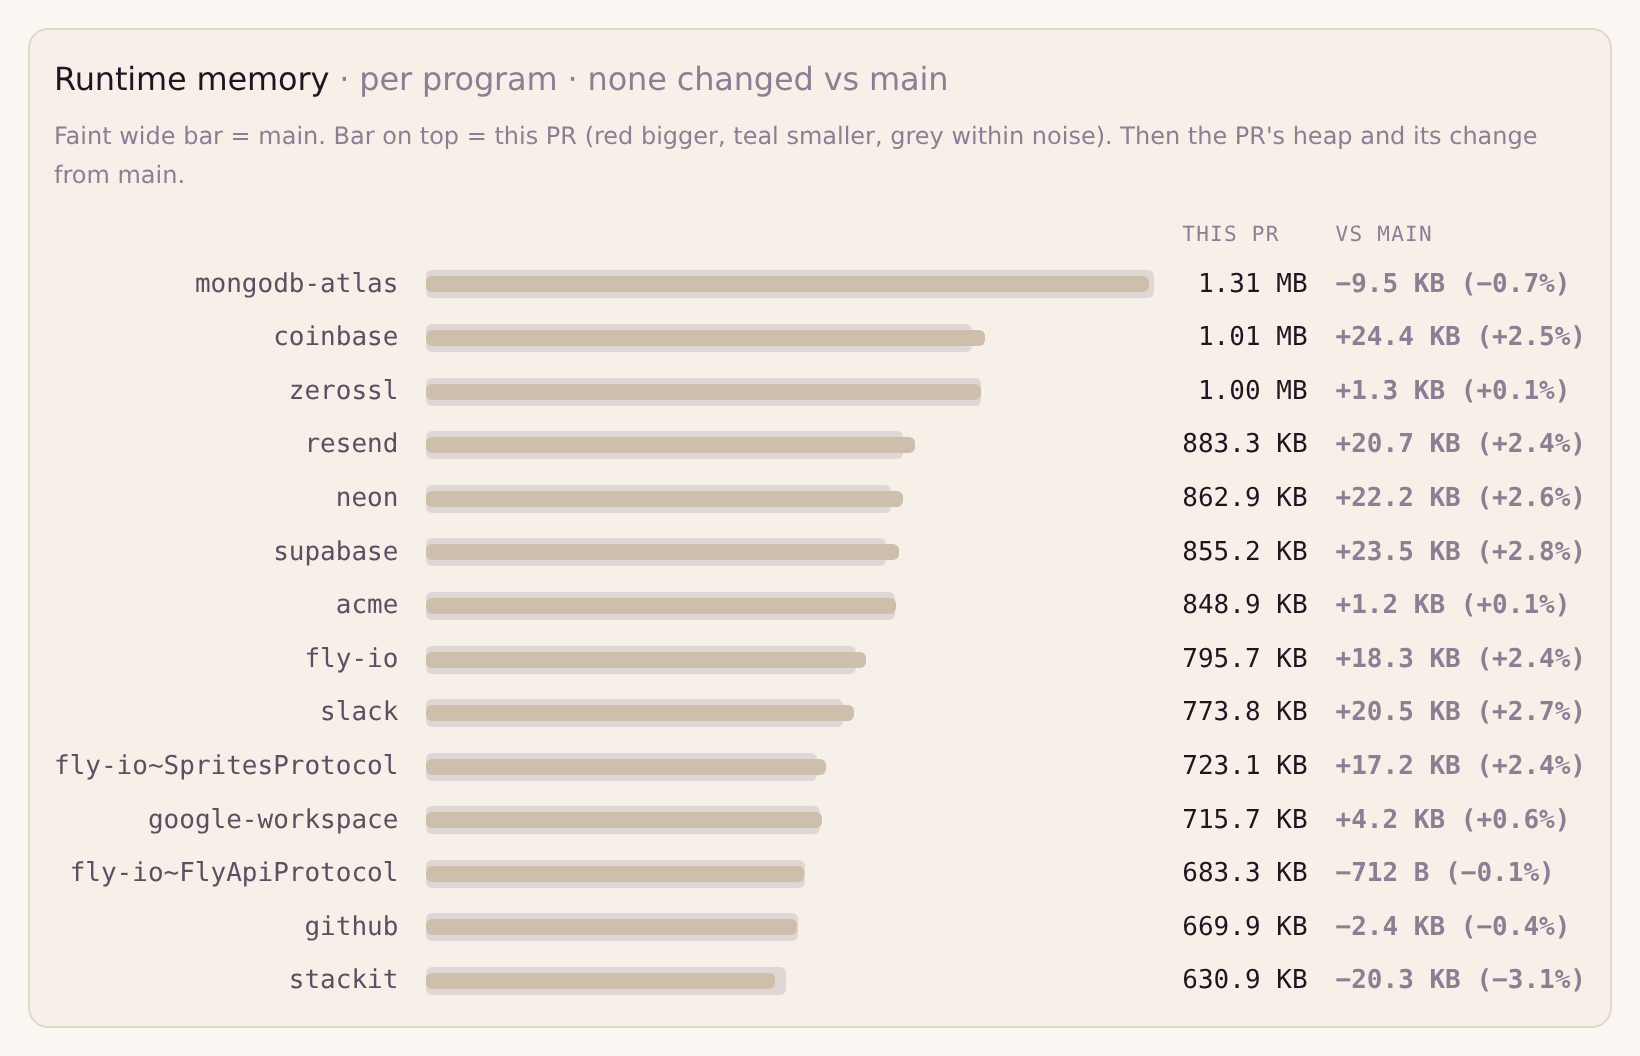 Runtime memory · per program · none changed vs main
Faint wide bar = main. Bar on top = this PR (red bigger, teal smaller, grey within noise). Then the PR's heap and its change
from main.
THIS PR VS MAIN
mongodb-atlas 1.31 MB −9.5 KB (−0.7%)
coinbase 1.01 MB +24.4 KB (+2.5%)
zerossl 1.00 MB +1.3 KB (+0.1%)
resend 883.3 KB +20.7 KB (+2.4%)
neon 862.9 KB +22.2 KB (+2.6%)
supabase 855.2 KB +23.5 KB (+2.8%)
acme 848.9 KB +1.2 KB (+0.1%)
fly-io 795.7 KB +18.3 KB (+2.4%)
slack 773.8 KB +20.5 KB (+2.7%)
fly-io~SpritesProtocol 723.1 KB +17.2 KB (+2.4%)
google-workspace 715.7 KB +4.2 KB (+0.6%)
fly-io~FlyApiProtocol 683.3 KB −712 B (−0.1%)
github 669.9 KB −2.4 KB (−0.4%)
stackit 630.9 KB −20.3 KB (−3.1%)